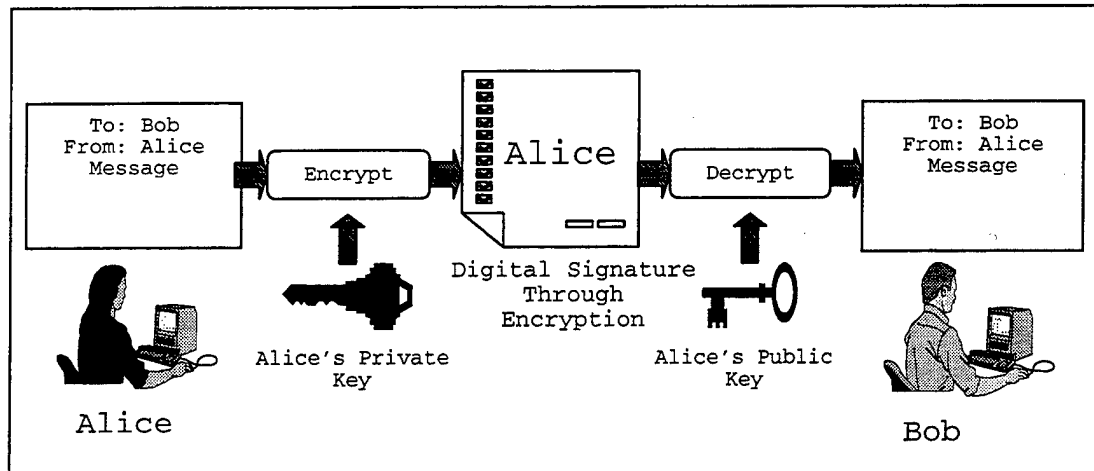 To: Bob
From: Alice
Message
Encrypt
Alice
Decrypt
To: Bob
From: Alice
Message
Digital Signature
Through
Encryption
Alice's Private
Key
Alice's Public
Key
Alice
Bob